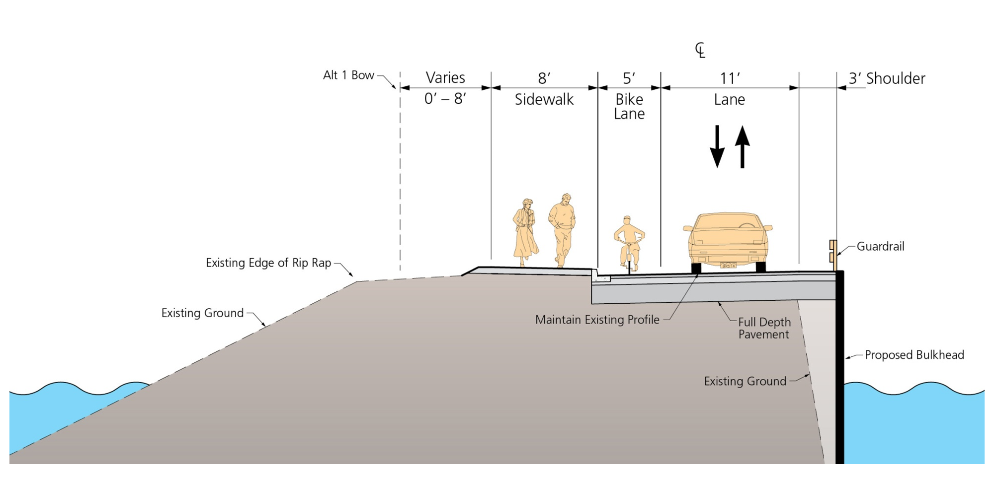 ℄
Alt 1 Bow
Varies
0’ – 8’
8’
Sidewalk
5’
Bike
Lane
11’
Lane
3’ Shoulder
Guardrail
Existing Edge of Rip Rap
Existing Ground
Maintain Existing Profile
Full Depth
Pavement
Proposed Bulkhead
Existing Ground